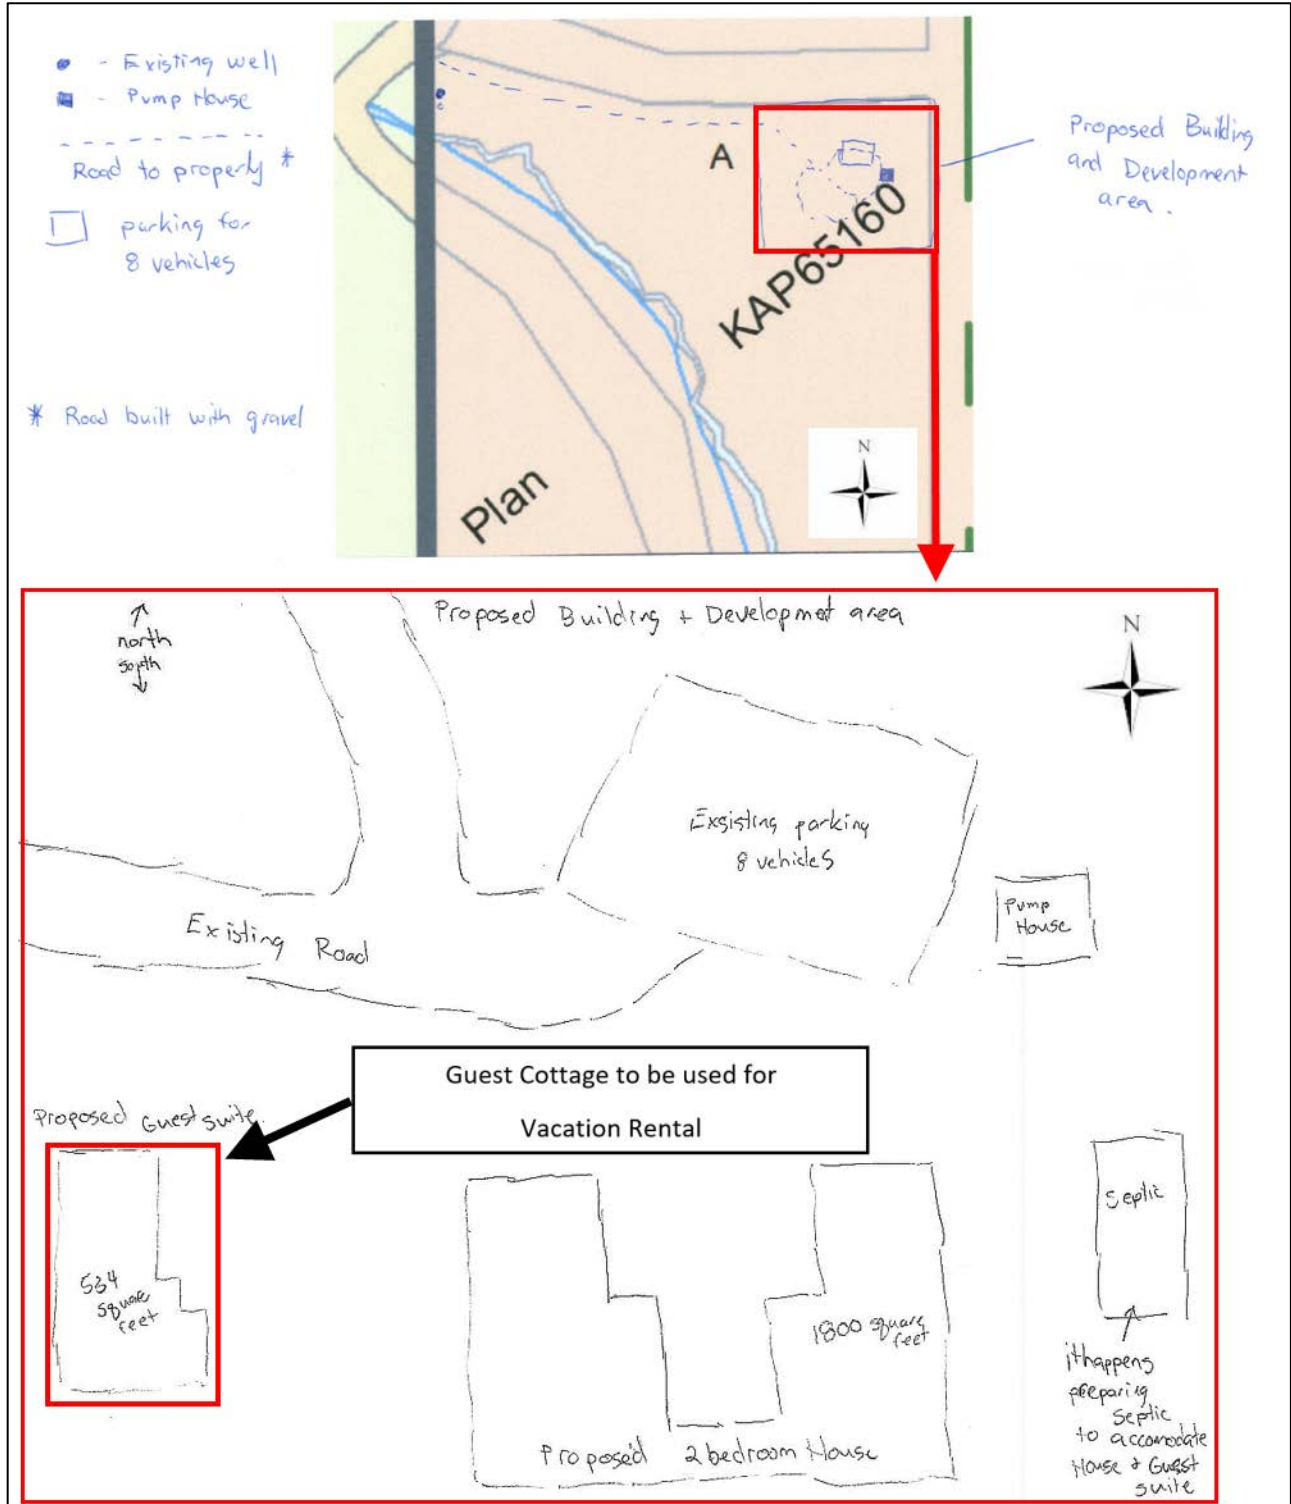 - Existing well
- Pump House
Road to property *
parking for
8 vehicles
* Road built with gravel
A
KAP65160
Plan
N
Proposed Building
and Development
area.
Proposed Building + Developmet area
north
south
N
Exsisting parking
8 vehicles
Pump
House
Existing Road
Guest Cottage to be used for
Vacation Rental
Proposed Guest suite.
534
square
feet
1800 square
feet
Proposed 2 bedroom House
Septic
preparing
Septic
to accomodate
House & Guest
suite